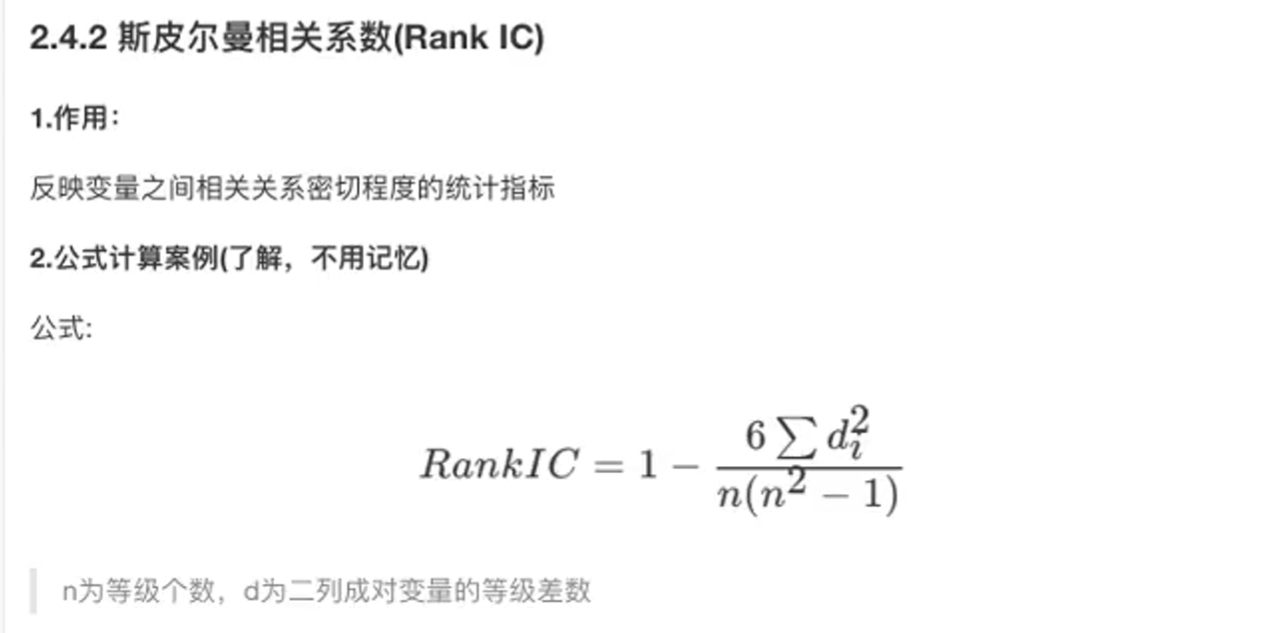 2.4.2 斯皮尔曼相关系数(Rank IC)
1.作用：
反映变量之间相关关系密切程度的统计指标
2.公式计算案例(了解，不用记忆)
公式:
RankIC = 1 − \frac{6 \sum d_i^2}{n(n^2 − 1)}
n为等级个数，d为二列成对变量的等级差数